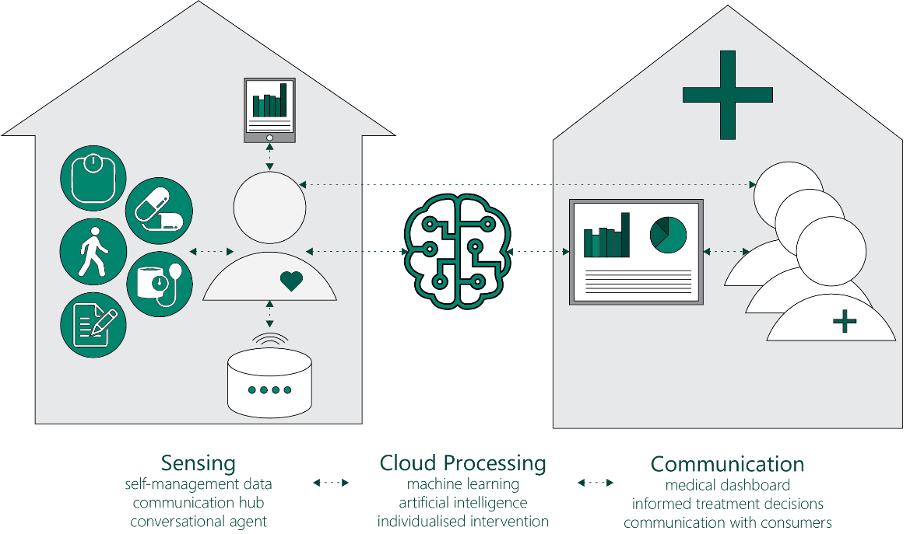 Sensing
self-management data
communication hub
conversational agent
Cloud Processing
machine learning
artificial intelligence
individualised intervention
Communication
medical dashboard
informed treatment decisions
communication with consumers